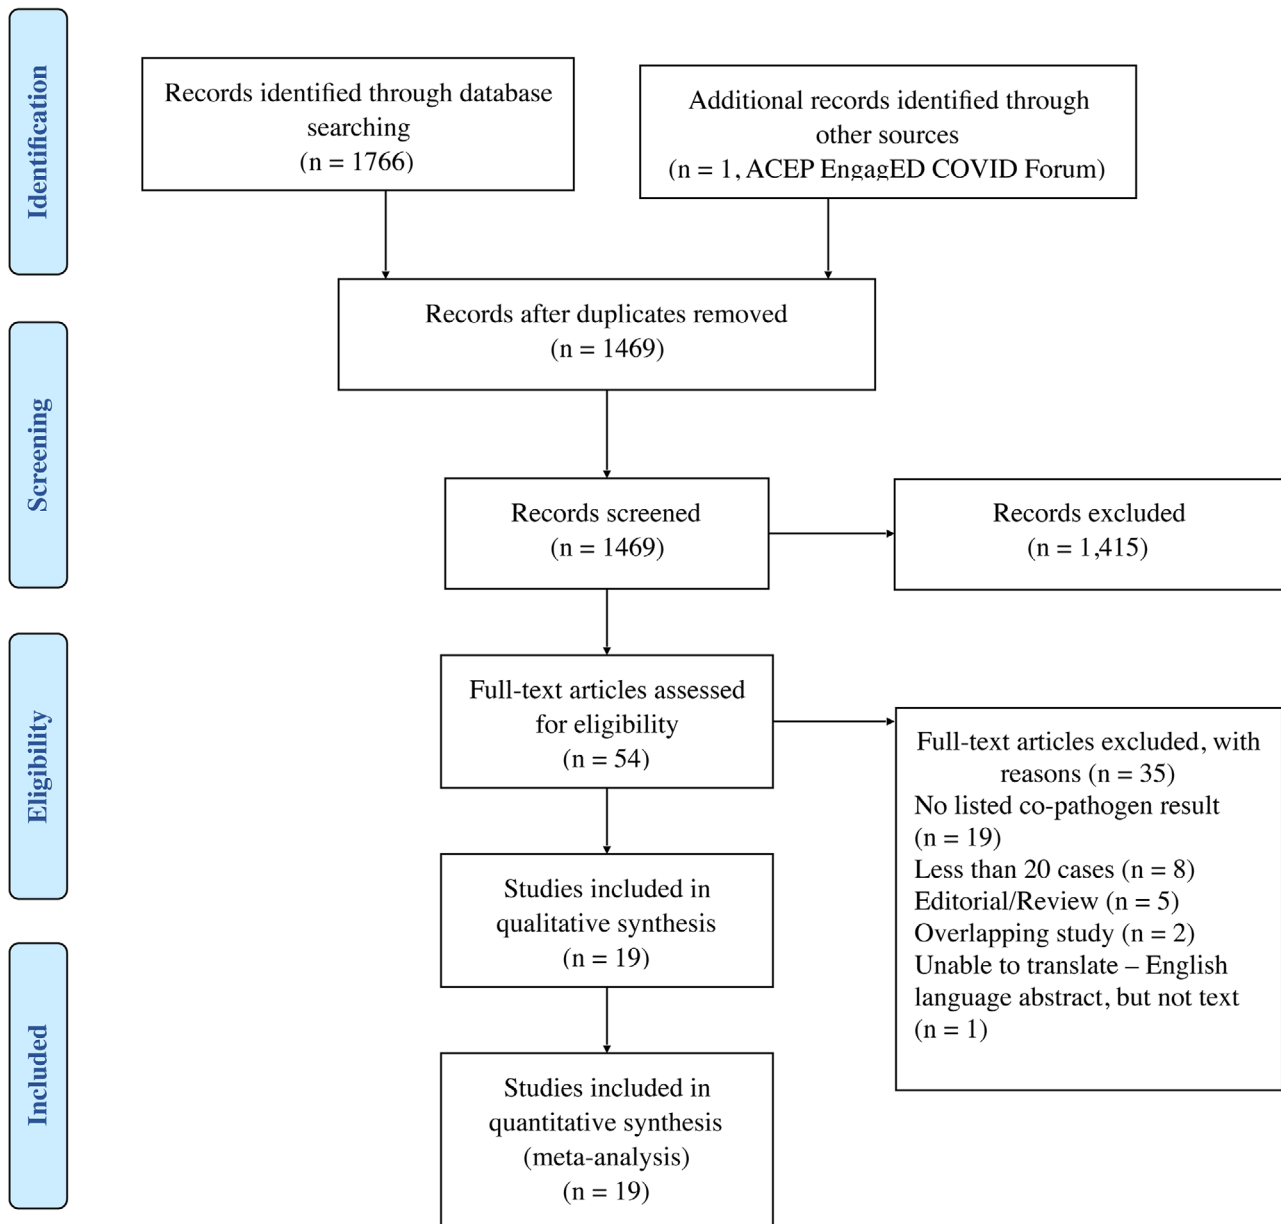 Identification
Records identified through database
searching
(n = 1766)
Additional records identified through
other sources
(n = 1, ACEP EngagED COVID Forum)
Records after duplicates removed
(n = 1469)
Screening
Records screened
(n = 1469)
Records excluded
(n = 1,415)
Eligibility
Full-text articles assessed
for eligibility
(n = 54)
Full-text articles excluded, with
reasons (n = 35)
No listed co-pathogen result
(n = 19)
Less than 20 cases (n = 8)
Editorial/Review (n = 5)
Overlapping study (n = 2)
Unable to translate – English
language abstract, but not text
(n = 1)
Studies included in
qualitative synthesis
(n = 19)
Included
Studies included in
quantitative synthesis
(meta-analysis)
(n = 19)